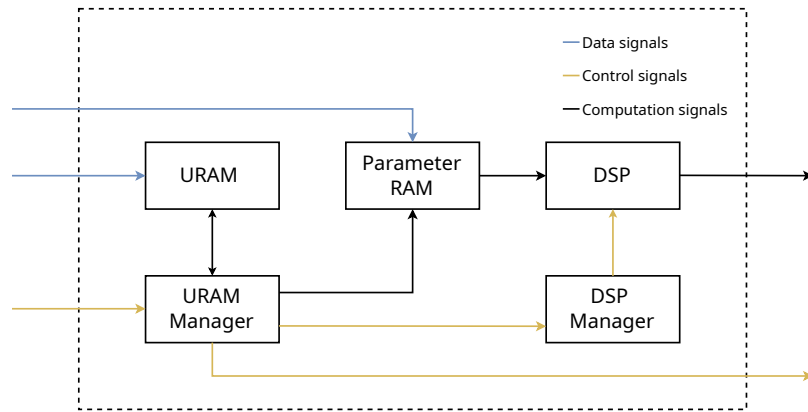 Data signals
Control signals
Computation signals
URAM
Parameter
RAM
DSP
URAM
Manager
DSP
Manager